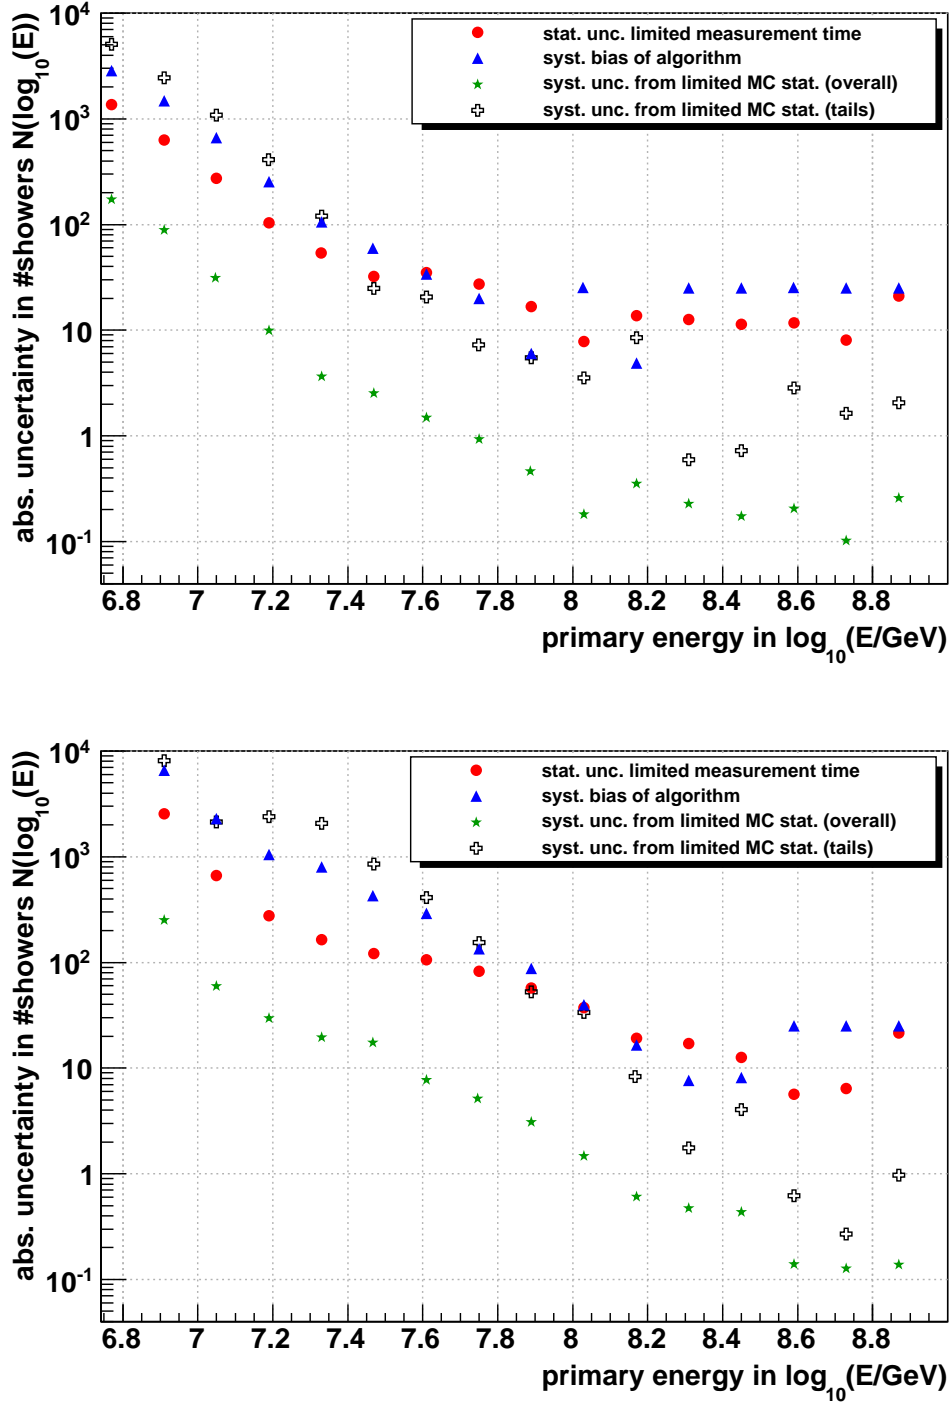 abs. uncertainty in #showers N(log10(E))
10^4
10^3
10^2
10
1
10^-1
stat. unc. limited measurement time
syst. bias of algorithm
syst. unc. from limited MC stat. (overall)
syst. unc. from limited MC stat. (tails)
6.8 7 7.2 7.4 7.6 7.8 8 8.2 8.4 8.6 8.8
primary energy in log10(E/GeV)
abs. uncertainty in #showers N(log10(E))
10^4
10^3
10^2
10
1
10^-1
stat. unc. limited measurement time
syst. bias of algorithm
syst. unc. from limited MC stat. (overall)
syst. unc. from limited MC stat. (tails)
6.8 7 7.2 7.4 7.6 7.8 8 8.2 8.4 8.6 8.8
primary energy in log10(E/GeV)